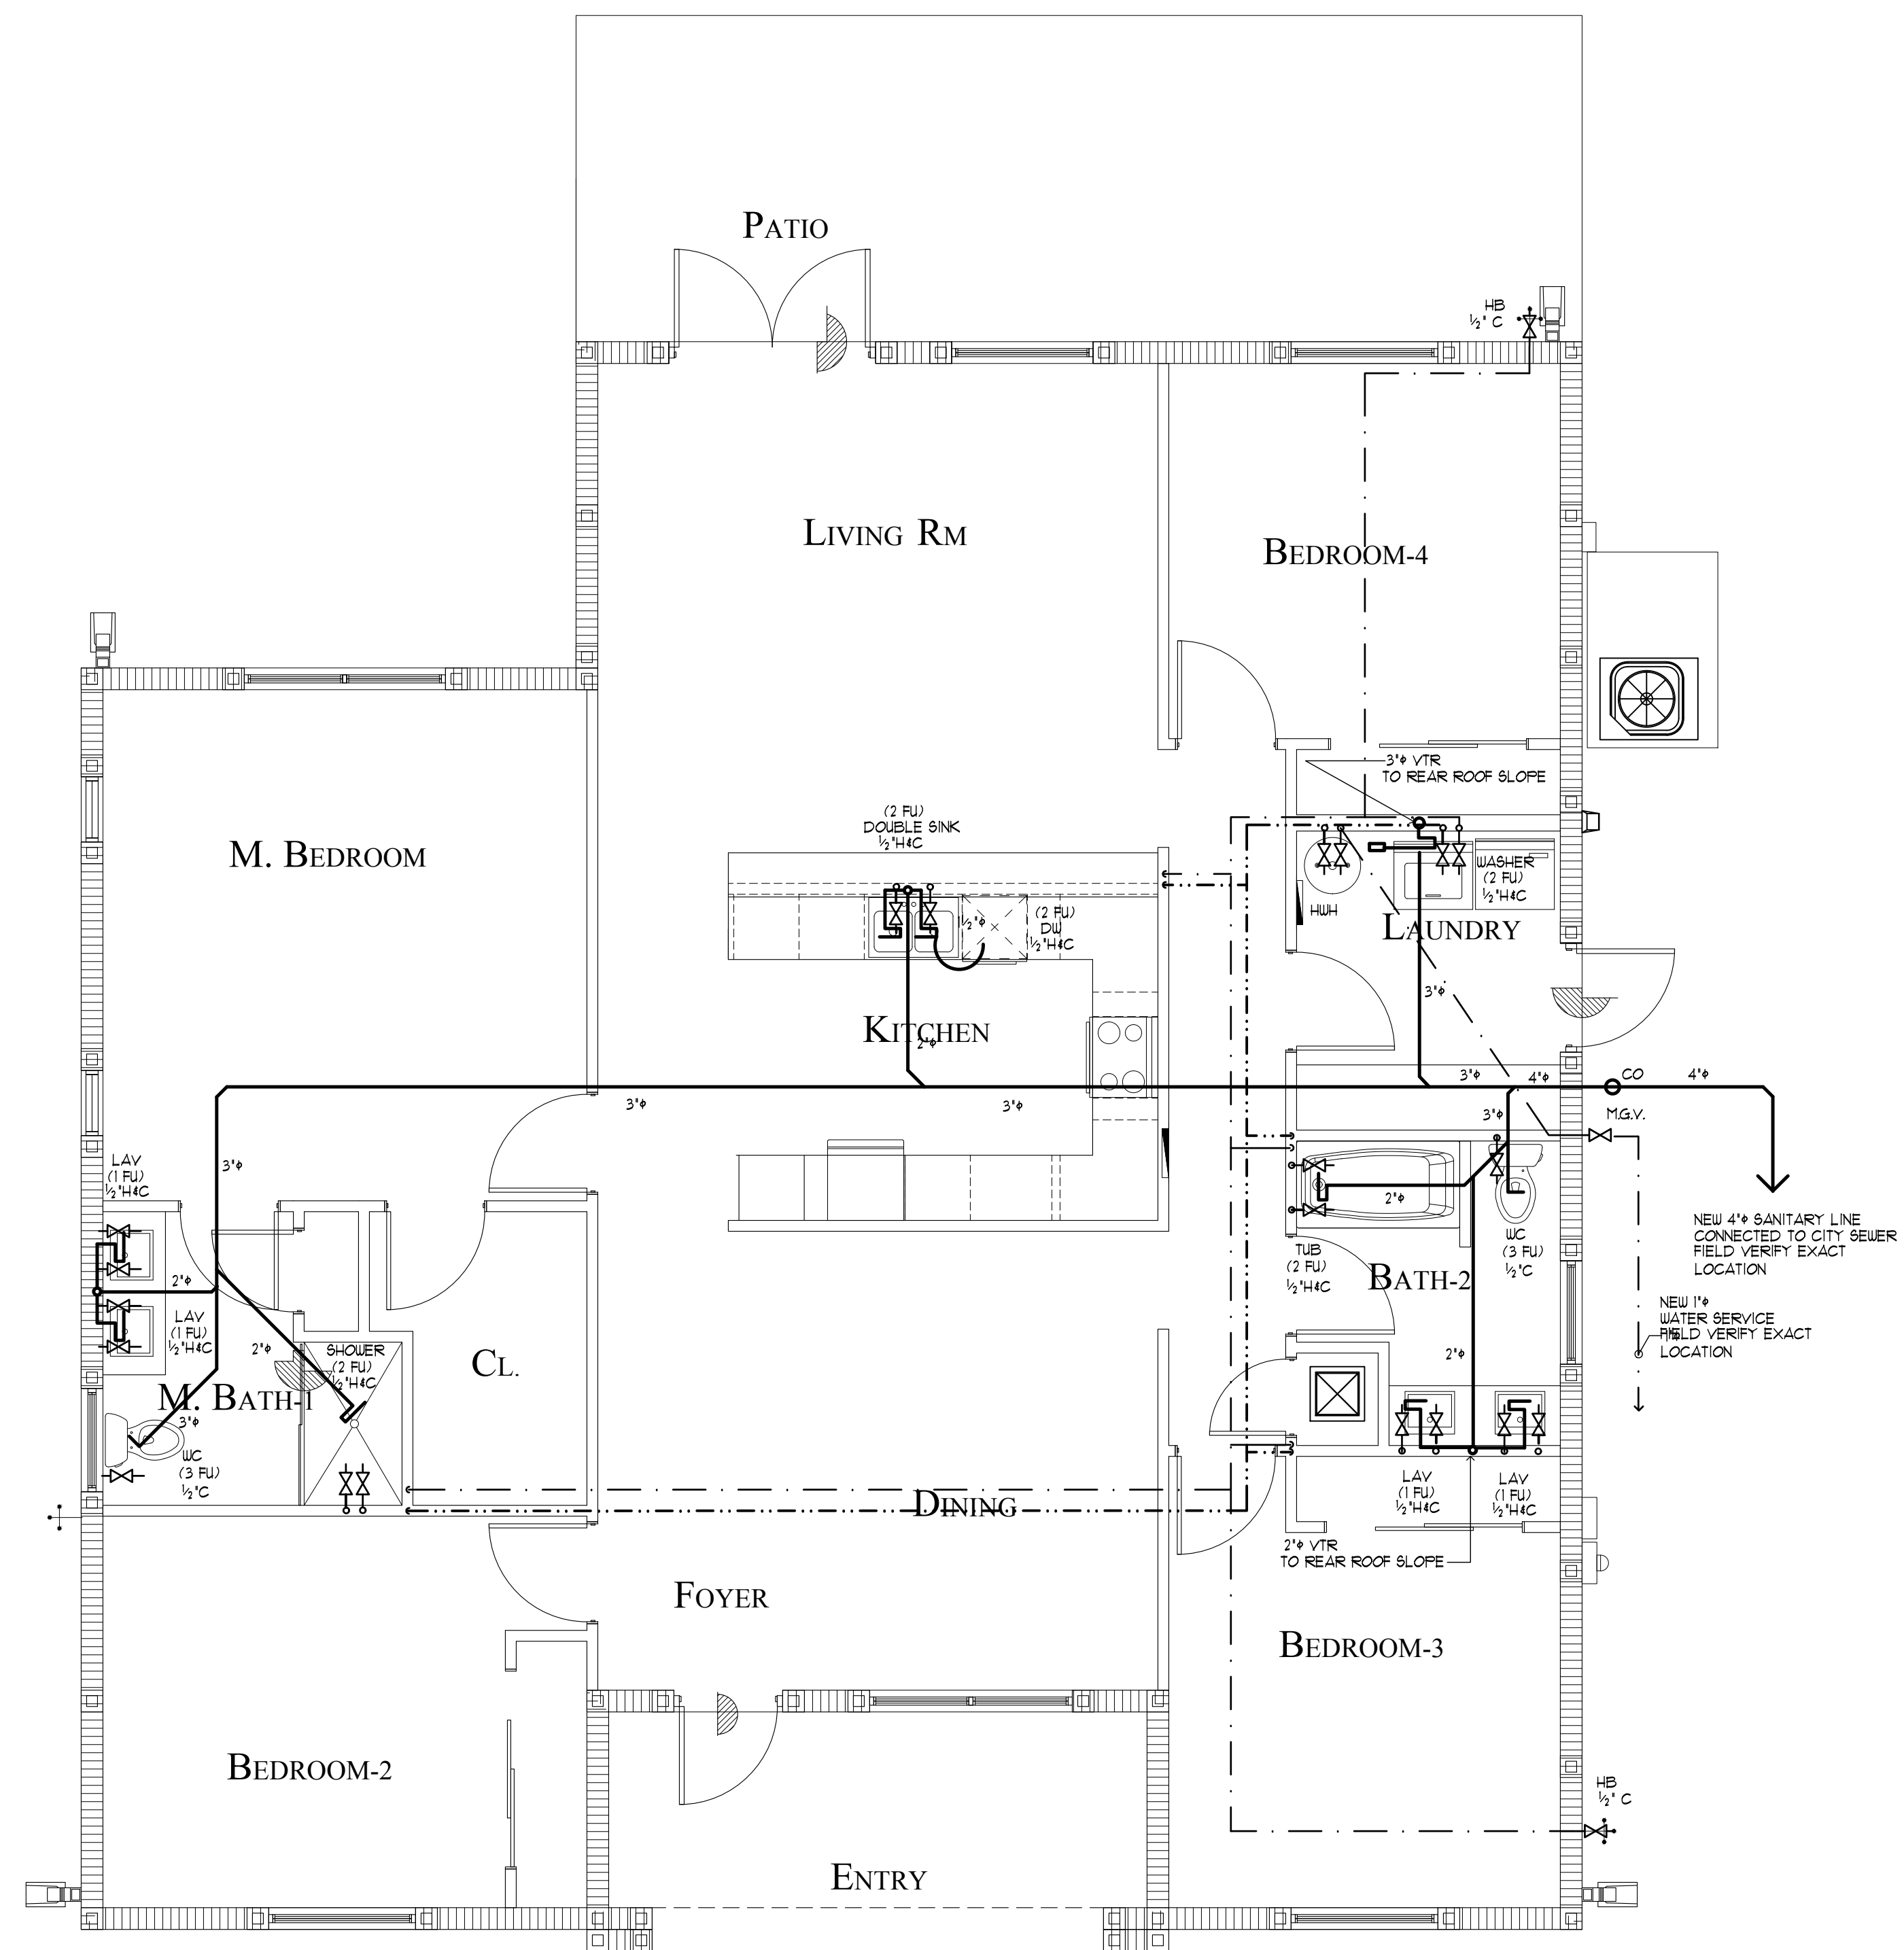 PATIO
HB
½" C
LIVING RM
BEDROOM-4
3"ϕ VTR
TO REAR ROOF SLOPE
(2 FU)
DOUBLE SINK
½"H&C
M. BEDROOM
WASHER
(2 FU)
½"H&C
HWH
LAUNDRY
½"ϕ
(2 FU)
DW
½"H&C
3"ϕ
KITCHEN
2"ϕ
3"ϕ
3"ϕ
3"ϕ
4"ϕ
CO
4"ϕ
M.G.V.
3"ϕ
LAV
(1 FU)
½"H&C
3"ϕ
2"ϕ
NEW 4"ϕ SANITARY LINE
CONNECTED TO CITY SEWER
FIELD VERIFY EXACT
LOCATION
WC
(3 FU)
½"C
TUB
(2 FU)
½"H&C
BATH-2
2"ϕ
LAV
(1 FU)
½"H&C
NEW 1"ϕ
WATER SERVICE
FIELD VERIFY EXACT
LOCATION
2"ϕ
SHOWER
(2 FU)
½"H&C
CL.
2"ϕ
M. BATH-1
3"ϕ
WC
(3 FU)
½"C
LAV
(1 FU)
½"H&C
LAV
(1 FU)
½"H&C
DINING
2"ϕ VTR
TO REAR ROOF SLOPE
FOYER
BEDROOM-3
BEDROOM-2
HB
½" C
ENTRY